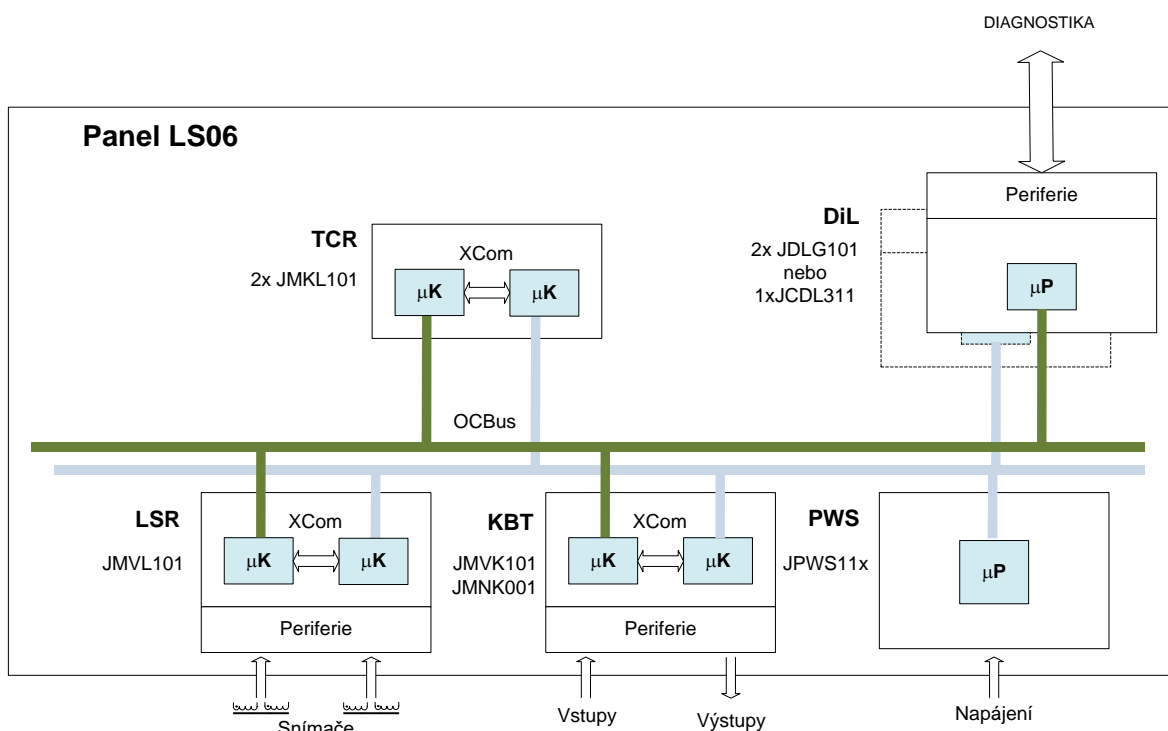 DIAGNOSTIKA
Panel LS06
Periferie
DiL
2x JDLG101
nebo
1xJCDL311
μP
TCR
2x JMKL101
XCom
μK
μK
OCBus
LSR
JMVL101
XCom
μK
μK
Periferie
KBT
JMVK101
JMNK001
XCom
μK
μK
Periferie
PWS
JPWS11x
μP
Snímače
Vstupy
Výstupy
Napájení